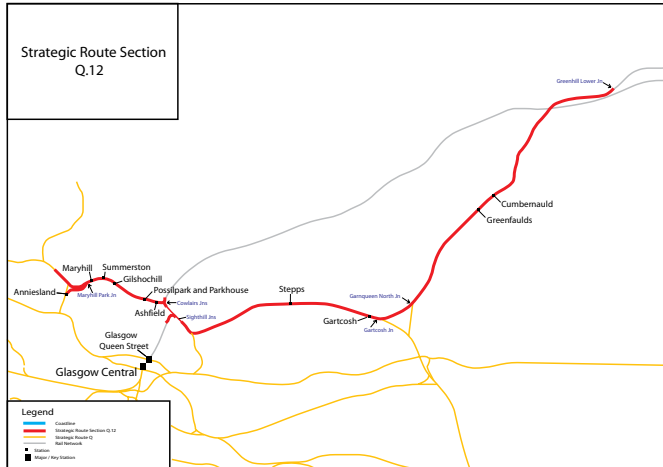 Strategic Route Section
Q.12
Greenhill Lower Jn
Cumbernauld
Greenfaulds
Maryhill
Summerston
Gilshochill
Possilpark and Parkhouse
Anniesland
Maryhill Park Jn
Cowlairs Jns
Ashfield
Sighthill Jns
Stepps
Garnqueen North Jn
Gartcosh
Gartcosh Jn
Glasgow
Queen Street
Glasgow Central
Legend
Coastline
Strategic Route Section Q.12
Strategic Route Q
Rail Network
Station
Major / Key Station